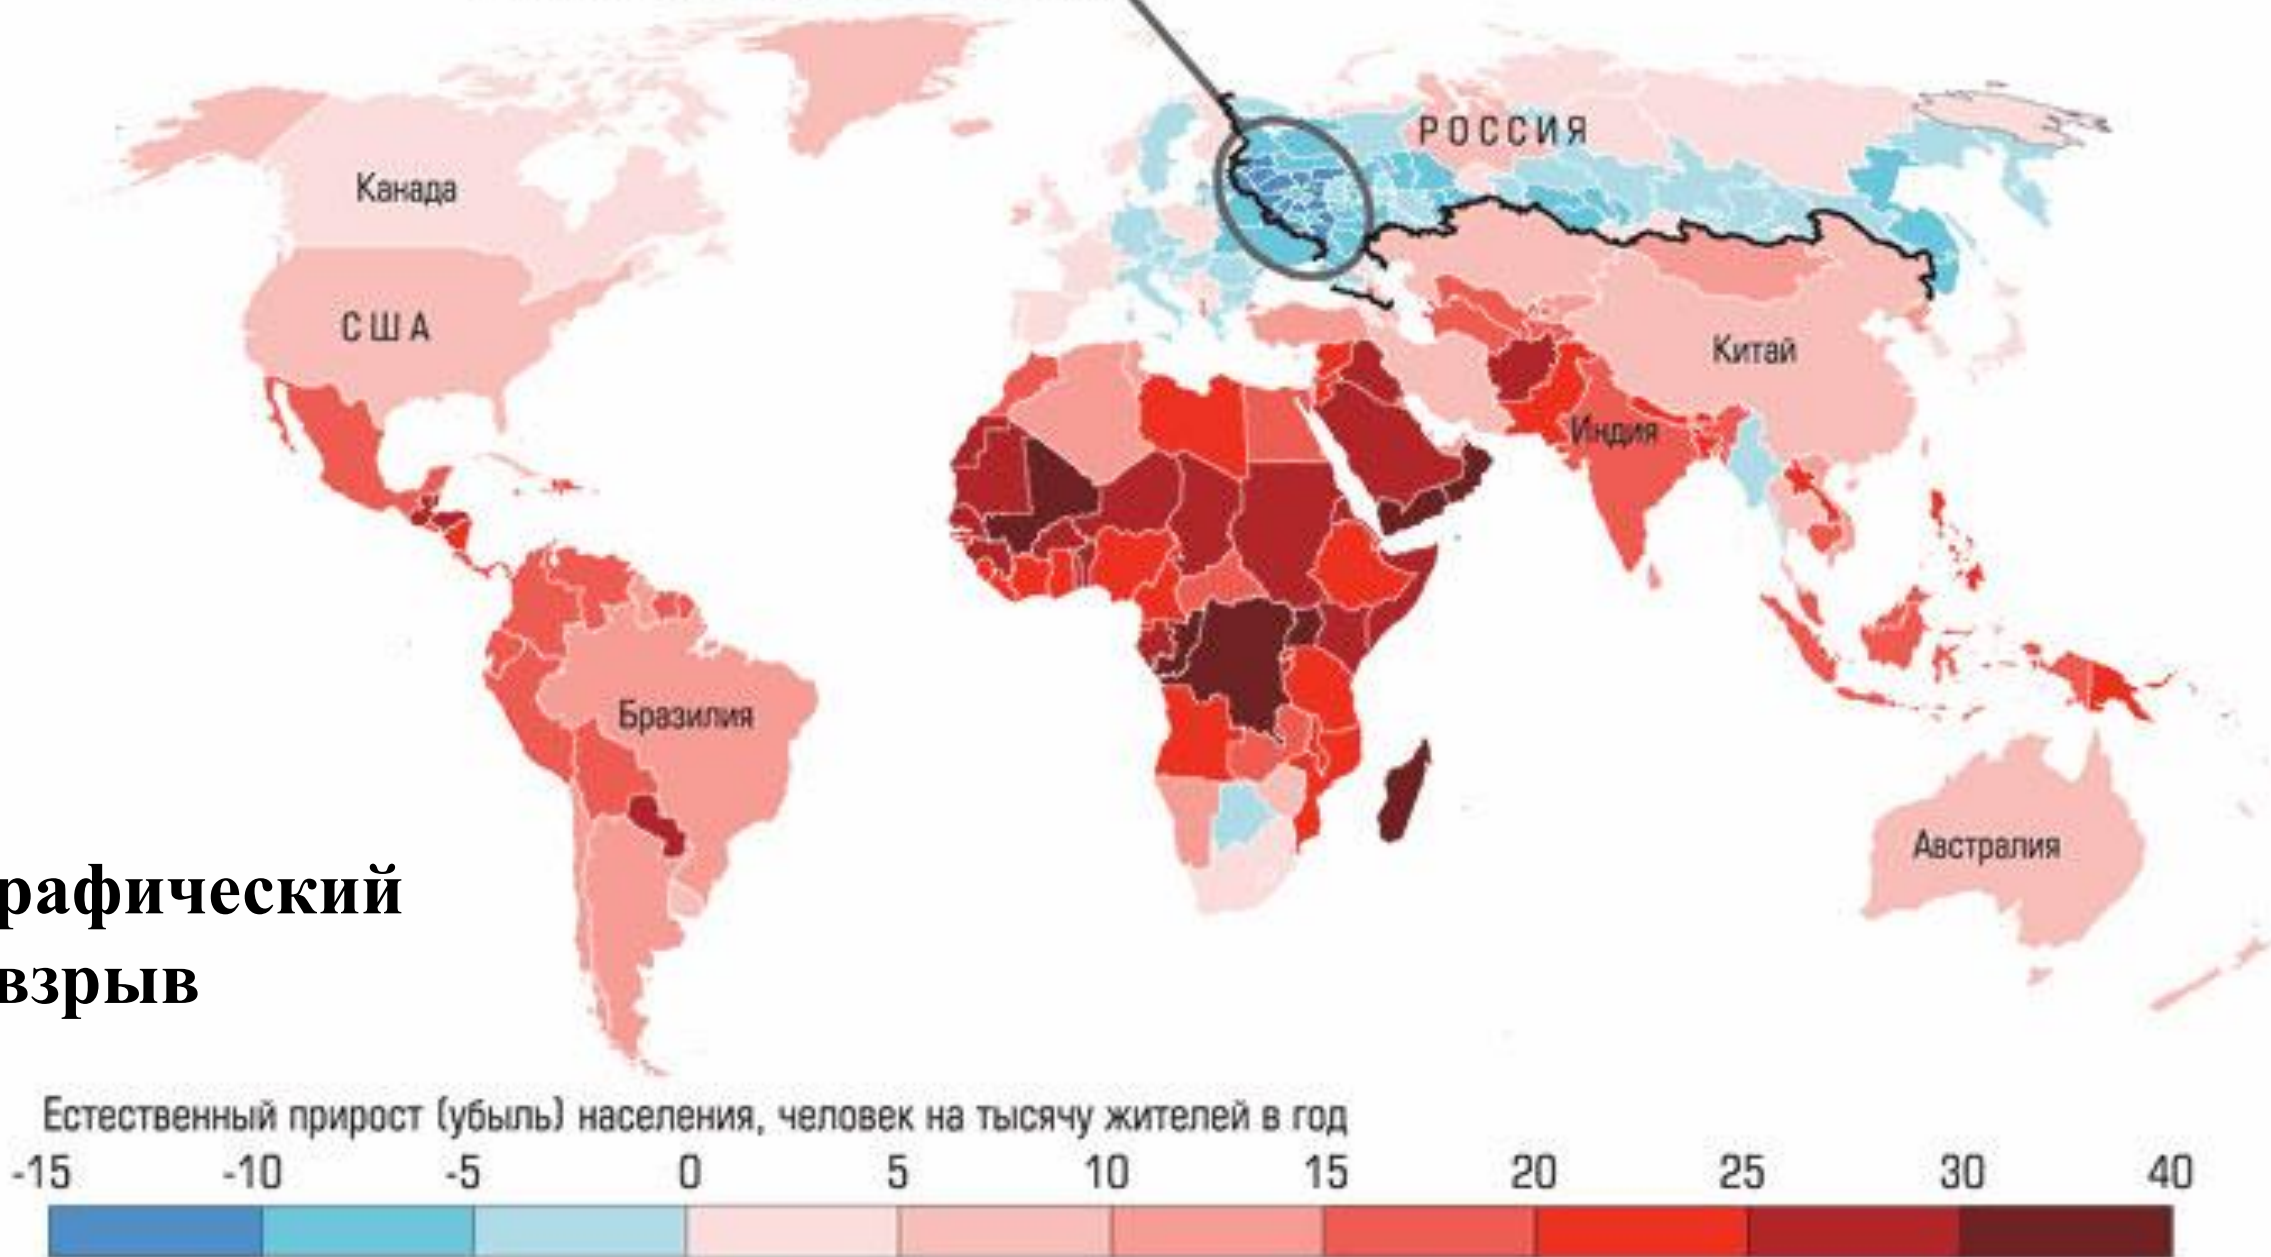 РОССИЯ
Канада
США
Китай
Индия
Бразилия
Австралия
рафический
взрыв
Естественный прирост (убыль) населения, человек на тысячу жителей в год
-15 -10 -5 0 5 10 15 20 25 30 40